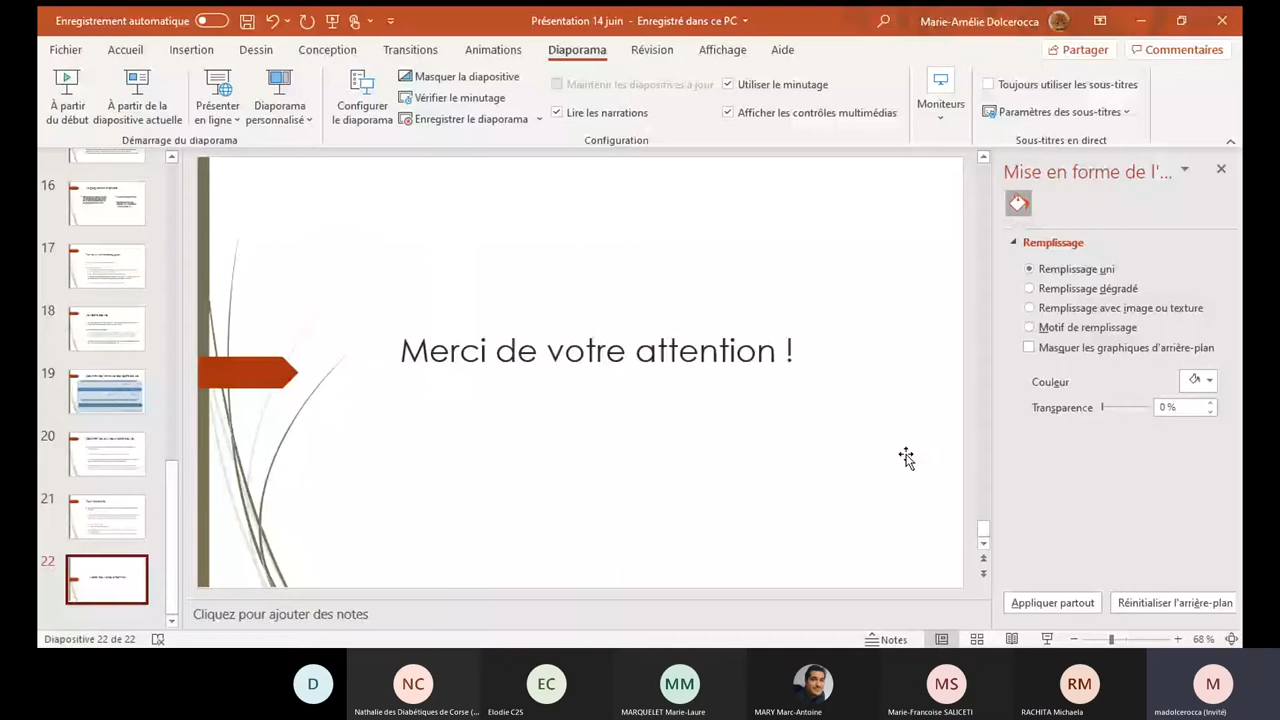 Enregistrement automatique
Présentation 14 juin - Enregistré dans ce PC
Marie-Amélie Dolcerocca
Fichier Accueil Insertion Dessin Conception Transitions Animations Diaporama Révision Affichage Aide
Partager
Commentaires
À partir du début
À partir de la diapositive actuelle
Présenter en ligne
Diaporama personnalisé
Démarrage du diaporama
Configurer le diaporama
Masquer la diapositive
Vérifier le minutage
Enregistrer le diaporama
Maintenir les diapositives à jour
Lire les narrations
Utiliser le minutage
Afficher les contrôles multimédias
Configuration
Moniteurs
Toujours utiliser les sous-titres
Paramètres des sous-titres
Sous-titres en direct
16
17
18
19
20
21
22
Merci de votre attention !
Mise en forme de l'...
Remplissage
Remplissage uni
Remplissage dégradé
Remplissage avec image ou texture
Motif de remplissage
Masquer les graphiques d'arrière-plan
Couleur
Transparence
0 %
Appliquer partout
Réinitialiser l'arrière-plan
Cliquez pour ajouter des notes
Diapositive 22 de 22
Notes
68 %
D
NC
EC
MM
MS
RM
M
Nathalie des Diabétiques de Corse (...
Elodie C2S
MARQUELET Marie-Laure
MARY Marc-Antoine
Marie-Francoise SALICETI
RACHITA Michaela
madolcerocca (Invité)